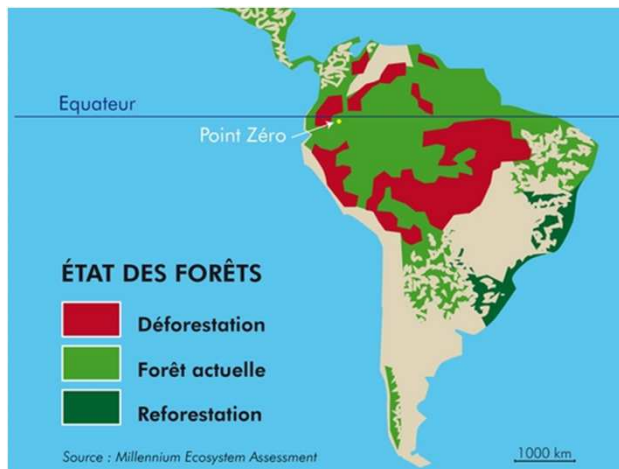 Equateur
Point Zéro
ÉTAT DES FORÊTS
Déforestation
Forêt actuelle
Reforestation
Source : Millennium Ecosystem Assessment
1000 km